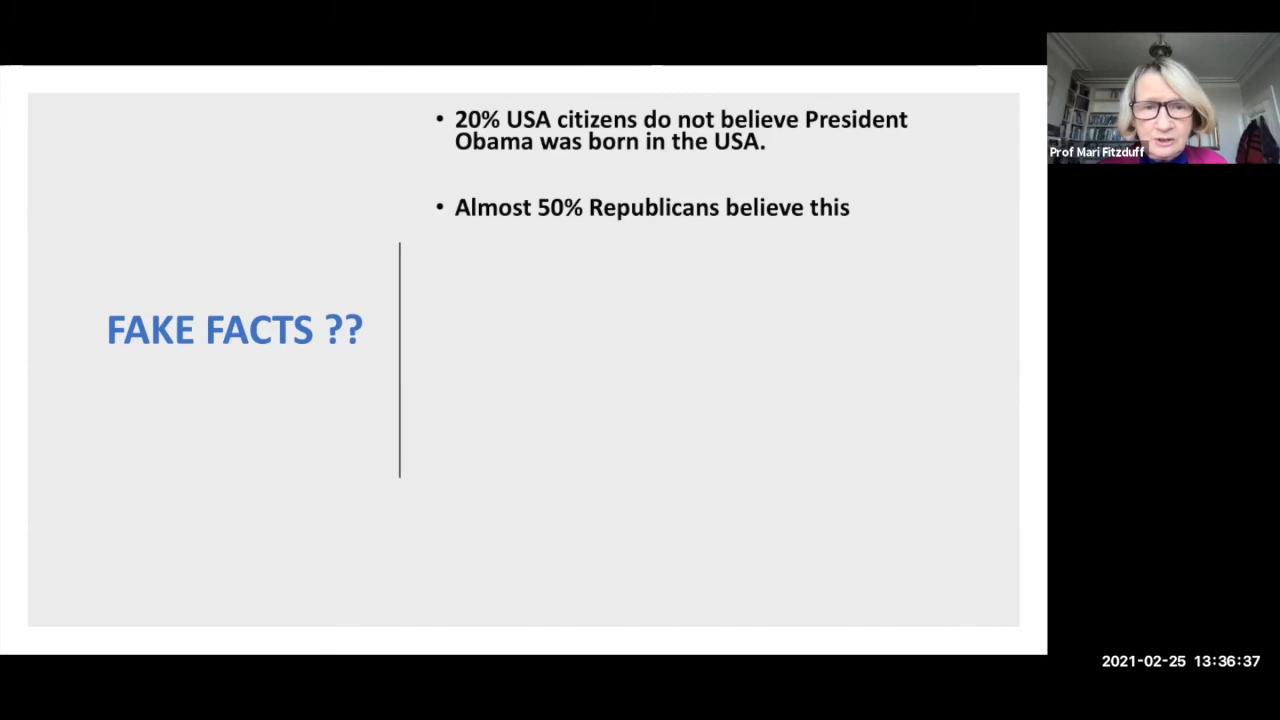 • 20% USA citizens do not believe President
Obama was born in the USA.
• Almost 50% Republicans believe this
FAKE FACTS ??
Prof Mari Fitzduff
2021-02-25 13:36:37